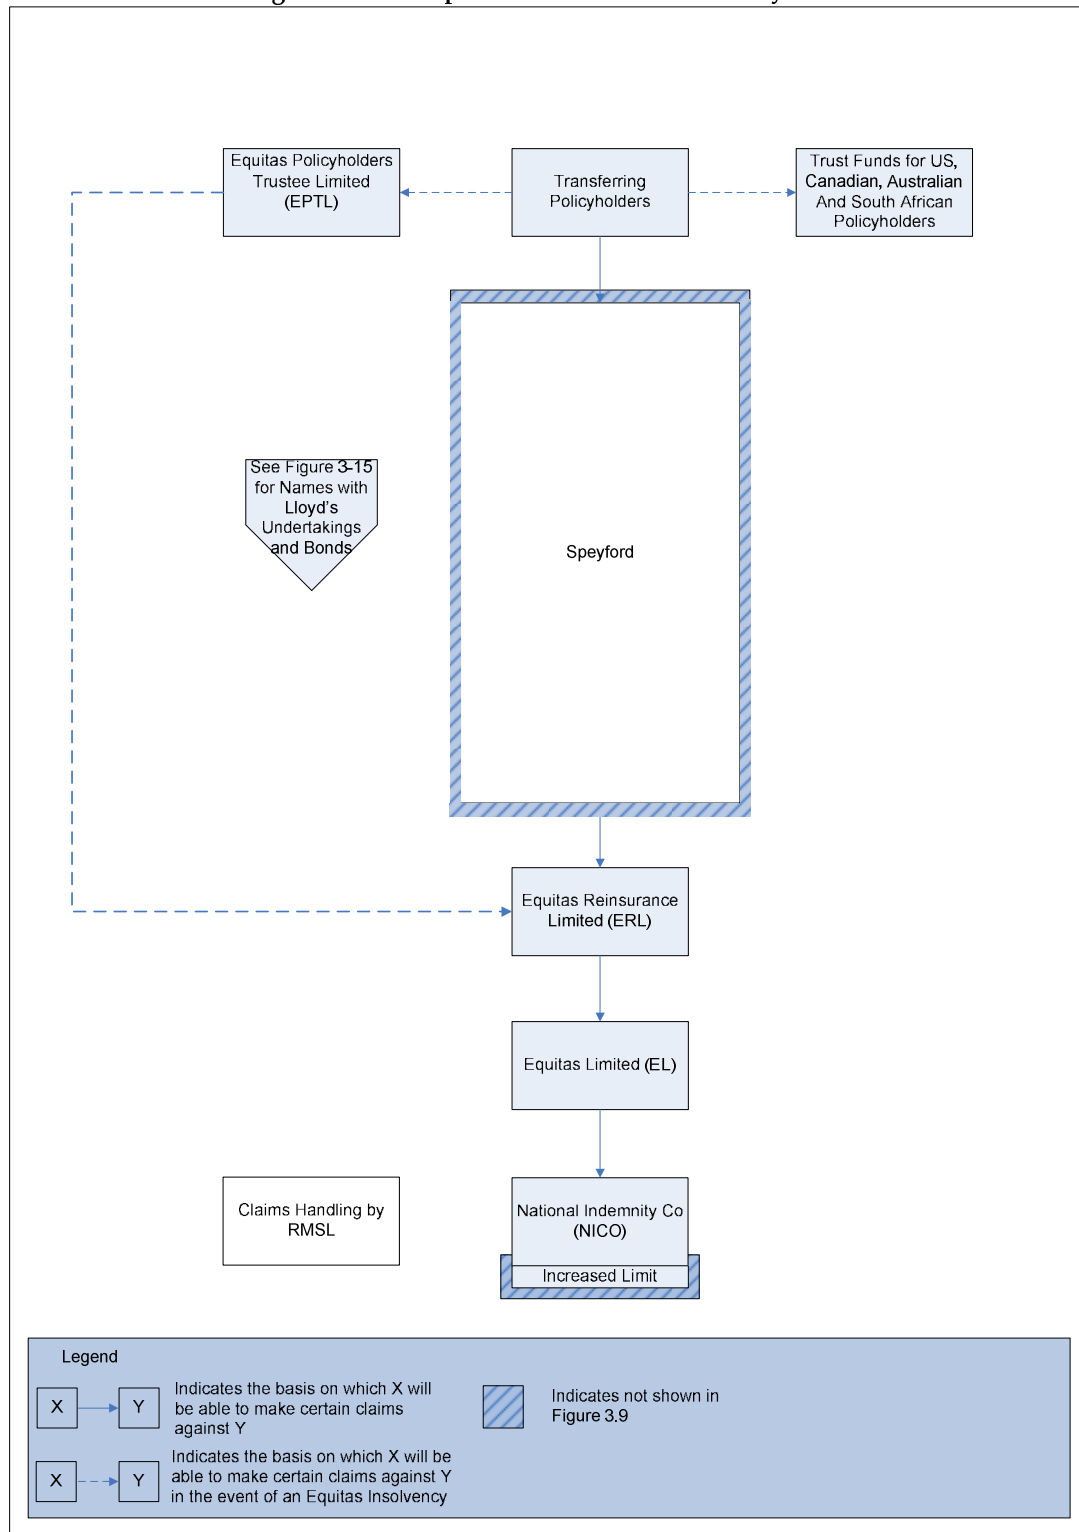 Equitas Policyholders
Trustee Limited
(EPTL)
Transferring
Policyholders
Trust Funds for US,
Canadian, Australian
And South African
Policyholders
See Figure 3-15
for Names with
Lloyd's
Undertakings
and Bonds
Speyford
Equitas Reinsurance
Limited (ERL)
Equitas Limited (EL)
Claims Handling by
RMSL
National Indemnity Co
(NICO)
Increased Limit
Legend
X
Y
Indicates the basis on which X will
be able to make certain claims
against Y
Indicates not shown in
Figure 3.9
X
Y
Indicates the basis on which X will be
able to make certain claims against Y
in the event of an Equitas Insolvency